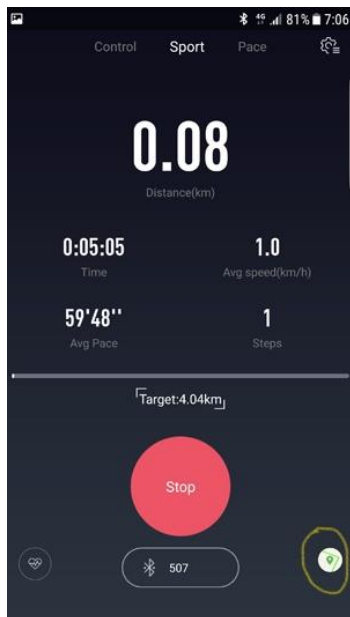 4G 81% 7:06
Control Sport Pace
0.08
Distance(km)
0:05:05 1.0
Time Avg speed(km/h)
59'48'' 1
Avg Pace Steps
Target:4.04km
Stop
507